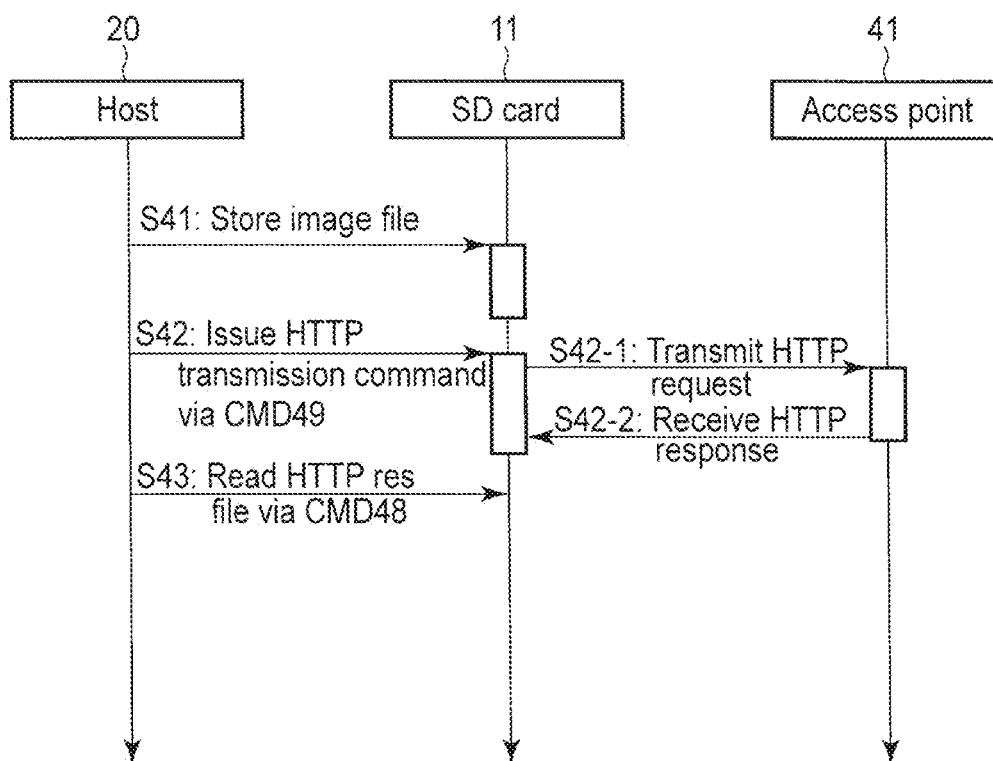 20
11
41
Host
SD card
Access point
S41: Store image file
S42: Issue HTTP
transmission command
via CMD49
S42-1: Transmit HTTP
request
S42-2: Receive HTTP
response
S43: Read HTTP res
file via CMD48